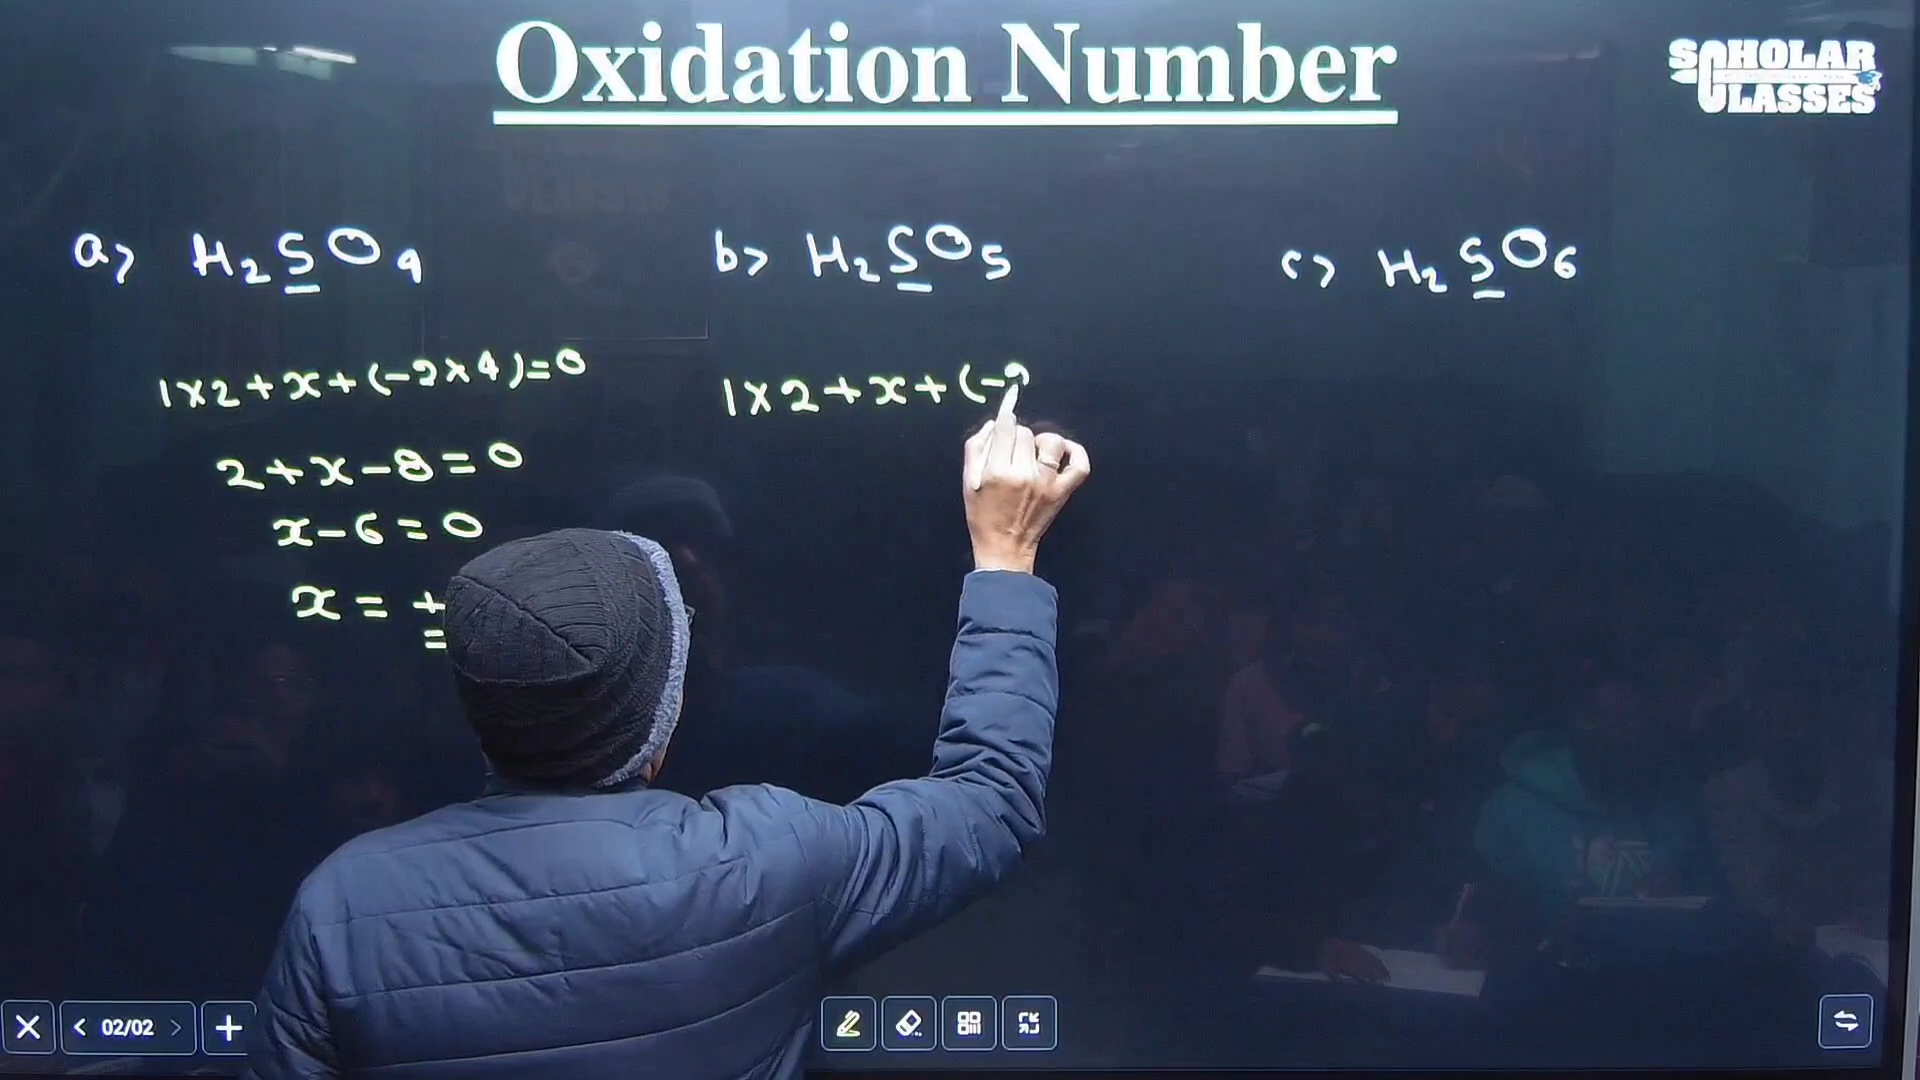 Oxidation Number
SCHOLAR
CLASSES
a> H₂SO₄
1×2+x+(-2×4)=0
2+x-8=0
x-6=0
x = +
b> H₂SO₅
1×2+x+(-2
c> H₂SO₆
02/02